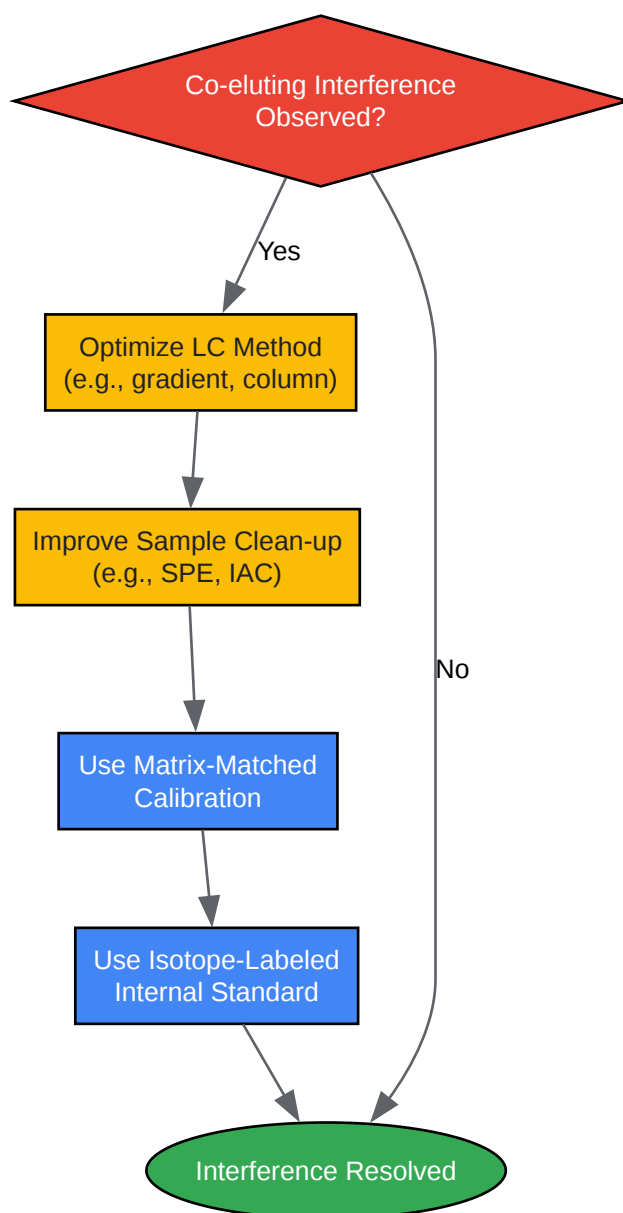 Co-eluting Interference
Observed?
Yes
Optimize LC Method
(e.g., gradient, column)
Improve Sample Clean-up
(e.g., SPE, IAC)
No
Use Matrix-Matched
Calibration
Use Isotope-Labeled
Internal Standard
Interference Resolved